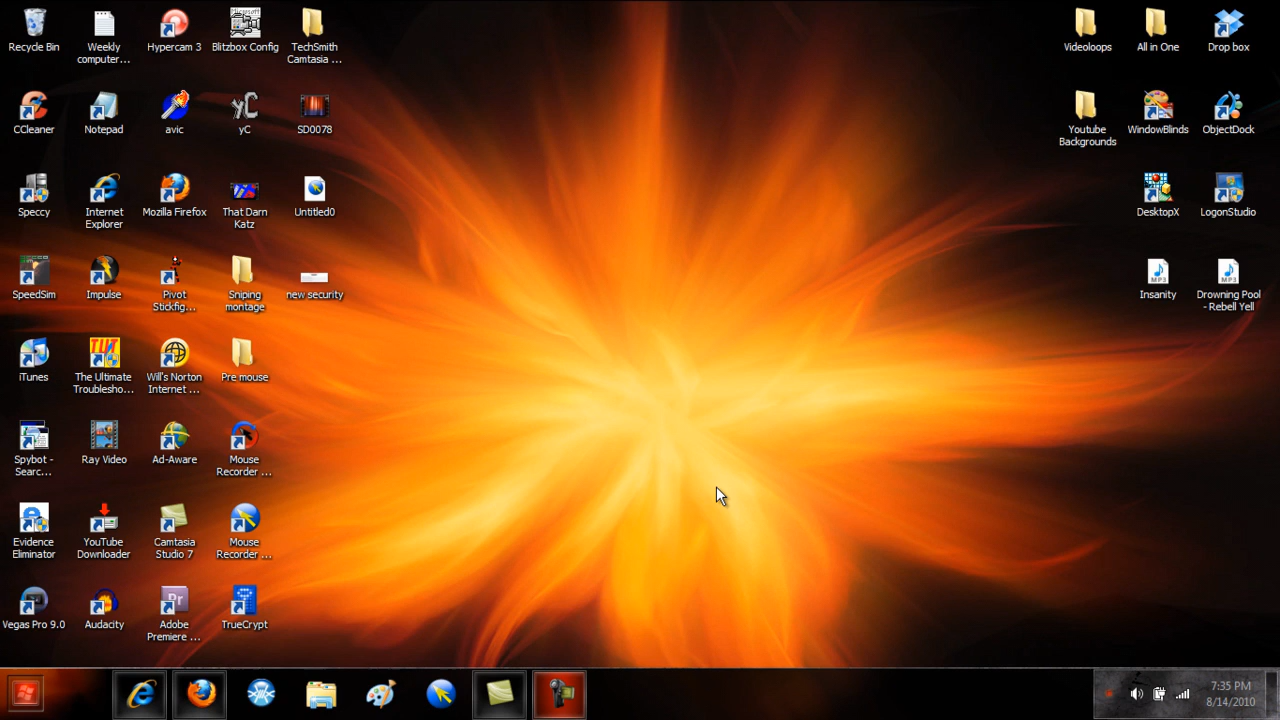 Recycle Bin
Weekly
computer...
Hypercam 3
Blitzbox Config
TechSmith
Camtasia ...
Videoloops
All in One
Drop box
CCleaner
Notepad
avic
yC
SD0078
Youtube
Backgrounds
WindowBlinds
ObjectDock
Speccy
Internet
Explorer
Mozilla Firefox
That Darn
Katz
Untitled0
DesktopX
LogonStudio
SpeedSim
Impulse
Pivot
Stickfig...
Sniping
montage
new security
Insanity
Drowning Pool
- Rebell Yell
iTunes
The Ultimate
Troublesho...
Will's Norton
Internet ...
Pre mouse
Spybot -
Searc...
Ray Video
Ad-Aware
Mouse
Recorder ...
Evidence
Eliminator
YouTube
Downloader
Camtasia
Studio 7
Mouse
Recorder ...
Vegas Pro 9.0
Audacity
Adobe
Premiere ...
TrueCrypt
7:35 PM
8/14/2010